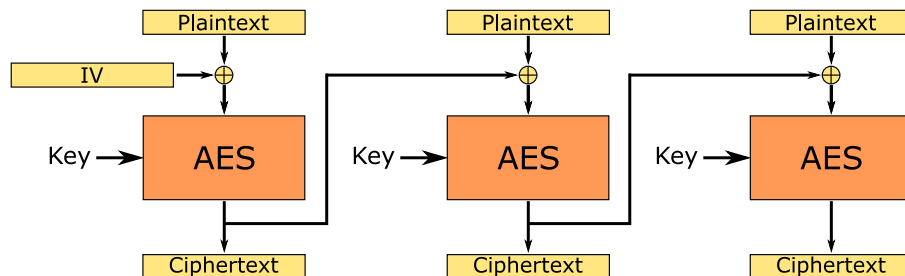 Plaintext
Plaintext
Plaintext
IV
Key
AES
Key
AES
Key
AES
Ciphertext
Ciphertext
Ciphertext